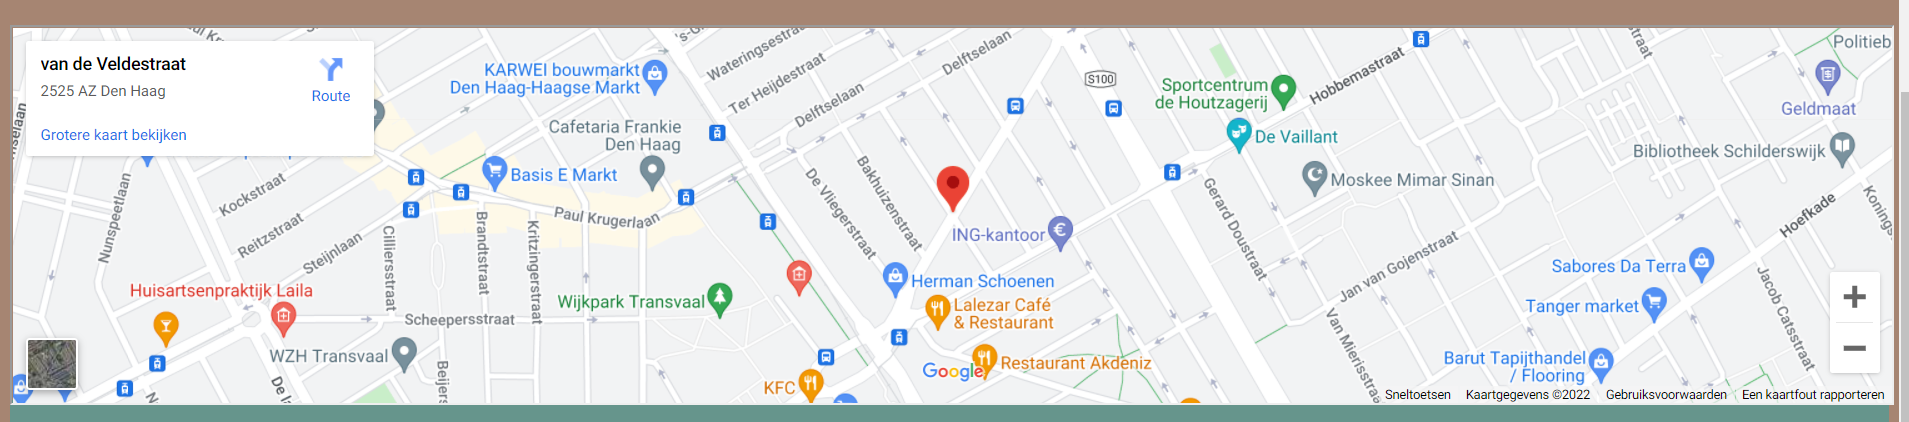 van de Veldestraat
2525 AZ Den Haag
Route
Grotere kaart bekijken
KARWEI bouwmarkt
Den Haag-Haagse Markt
Wateringsestraat
Ter Heijdestraat
Delftselaan
Delftselaan
S100
Sportcentrum
de Houtzagerij
Hobbemastraat
Politieb
Geldmaat
De Vaillant
Bibliotheek Schilderswijk
Moskee Mimar Sinan
Cafetaria Frankie
Den Haag
Basis E Markt
Kockstraat
Reitzstraat
Steijnlaan
Nunspeetlaan
Paul Krugerlaan
Cilliersstraat
Brandtstraat
Kritzingerstraat
De Vliegerstraat
Bakhuizenstraat
Gerard Doustraat
Hoefkade
Konings
ING-kantoor
Jan van Gojenstraat
Herman Schoenen
Lalezar Café
& Restaurant
Sabores Da Terra
Tanger market
Jacob Catsstraat
Van Mierisstraa
Huisartsenpraktijk Laila
Wijkpark Transvaal
Scheepersstraat
WZH Transvaal
De la
Beijers
Restaurant Akdeniz
KFC
Barut Tapijthandel
/ Flooring
Google
Sneltoetsen
Kaartgegevens ©2022
Gebruiksvoorwaarden
Een kaartfout rapporteren